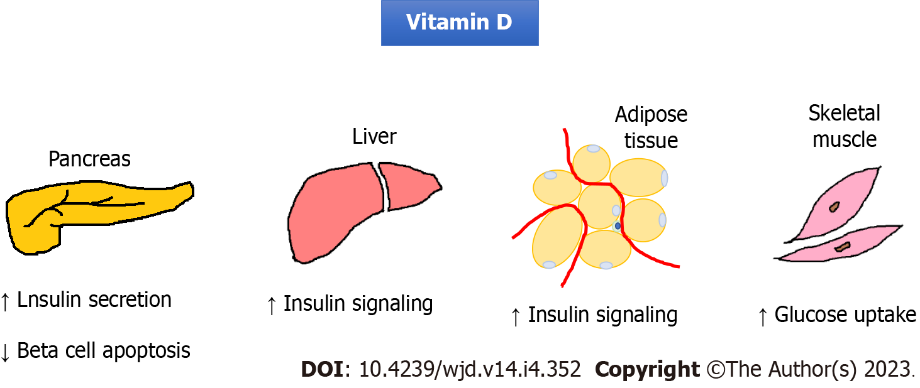 Vitamin D
Pancreas
Liver
Adipose
tissue
Skeletal
muscle
↑ Lnsulin secretion
↓ Beta cell apoptosis
↑ Insulin signaling
↑ Insulin signaling
↑ Glucose uptake
DOI: 10.4239/wjd.v14.i4.352 Copyright ©The Author(s) 2023.